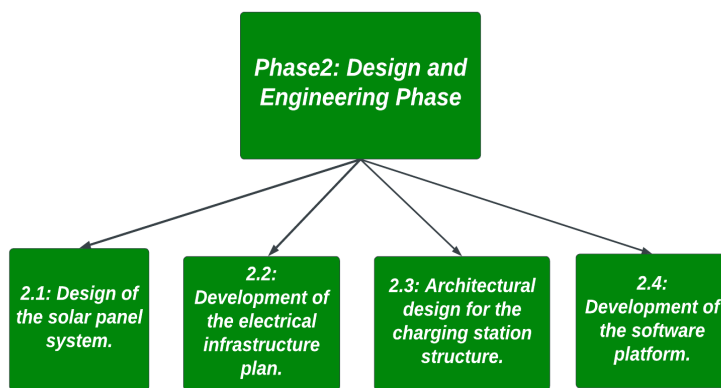 Phase2: Design and
Engineering Phase
2.1: Design of
the solar panel
system.
2.2:
Development of
the electrical
infrastructure
plan.
2.3: Architectural
design for the
charging station
structure.
2.4:
Development of
the software
platform.